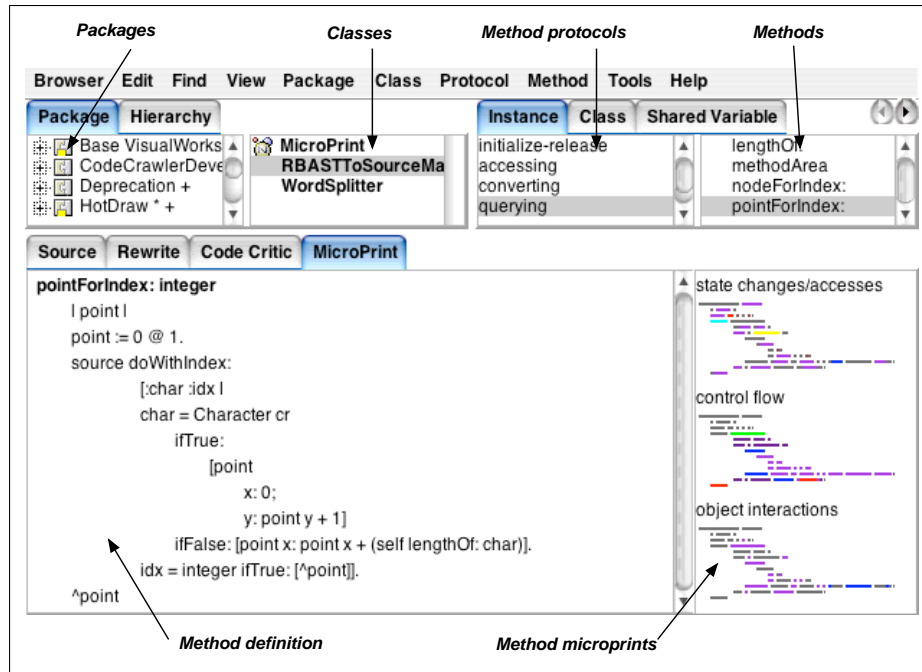 Packages Classes Method protocols Methods
Browser Edit Find View Package Class Protocol Method Tools Help
Package Hierarchy
Instance Class Shared Variable
Base VisualWorks
CodeCrawlerDeve
Deprecation +
HotDraw * +
MicroPrint
RBASTToSourceMa
WordSplitter
initialize-release
accessing
converting
querying
lengthOf:
methodArea
nodeForIndex:
pointForIndex:
Source Rewrite Code Critic MicroPrint
pointForIndex: integer
| point |
point := 0 @ 1.
source doWithIndex:
[:char :idx |
char = Character cr
ifTrue:
[point
x: 0;
y: point y + 1]
ifFalse: [point x: point x + (self lengthOf: char)].
idx = integer ifTrue: [^point]].
^point
state changes/accesses
control flow
object interactions
Method definition
Method microprints